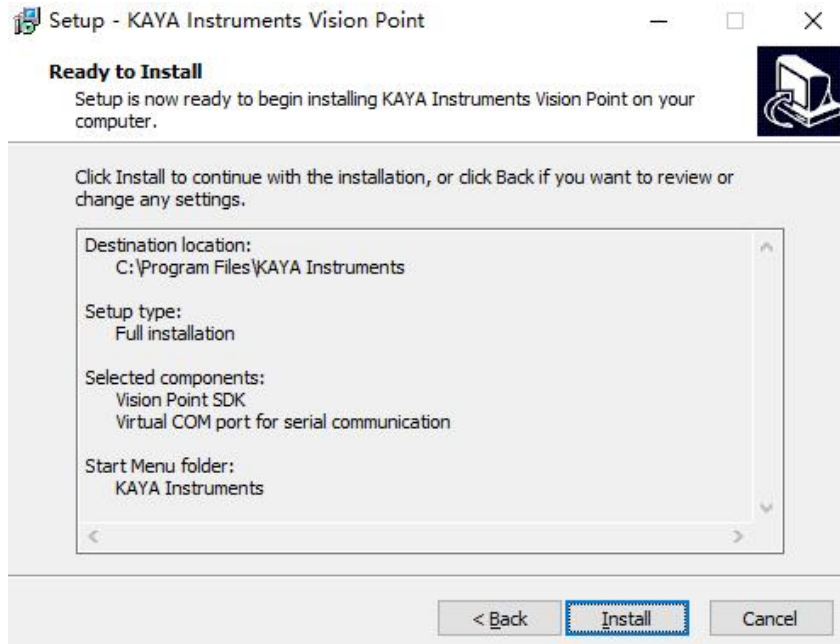 Setup - KAYA Instruments Vision Point
Ready to Install
Setup is now ready to begin installing KAYA Instruments Vision Point on your
computer.
Click Install to continue with the installation, or click Back if you want to review or
change any settings.
Destination location:
C:\Program Files\KAYA Instruments
Setup type:
Full installation
Selected components:
Vision Point SDK
Virtual COM port for serial communication
Start Menu folder:
KAYA Instruments
< Back
Install
Cancel